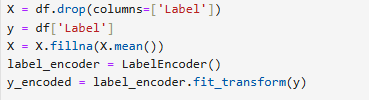 X = df.drop(columns=['Label'])
y = df['Label']
X = X.fillna(X.mean())
label_encoder = LabelEncoder()
y_encoded = label_encoder.fit_transform(y)